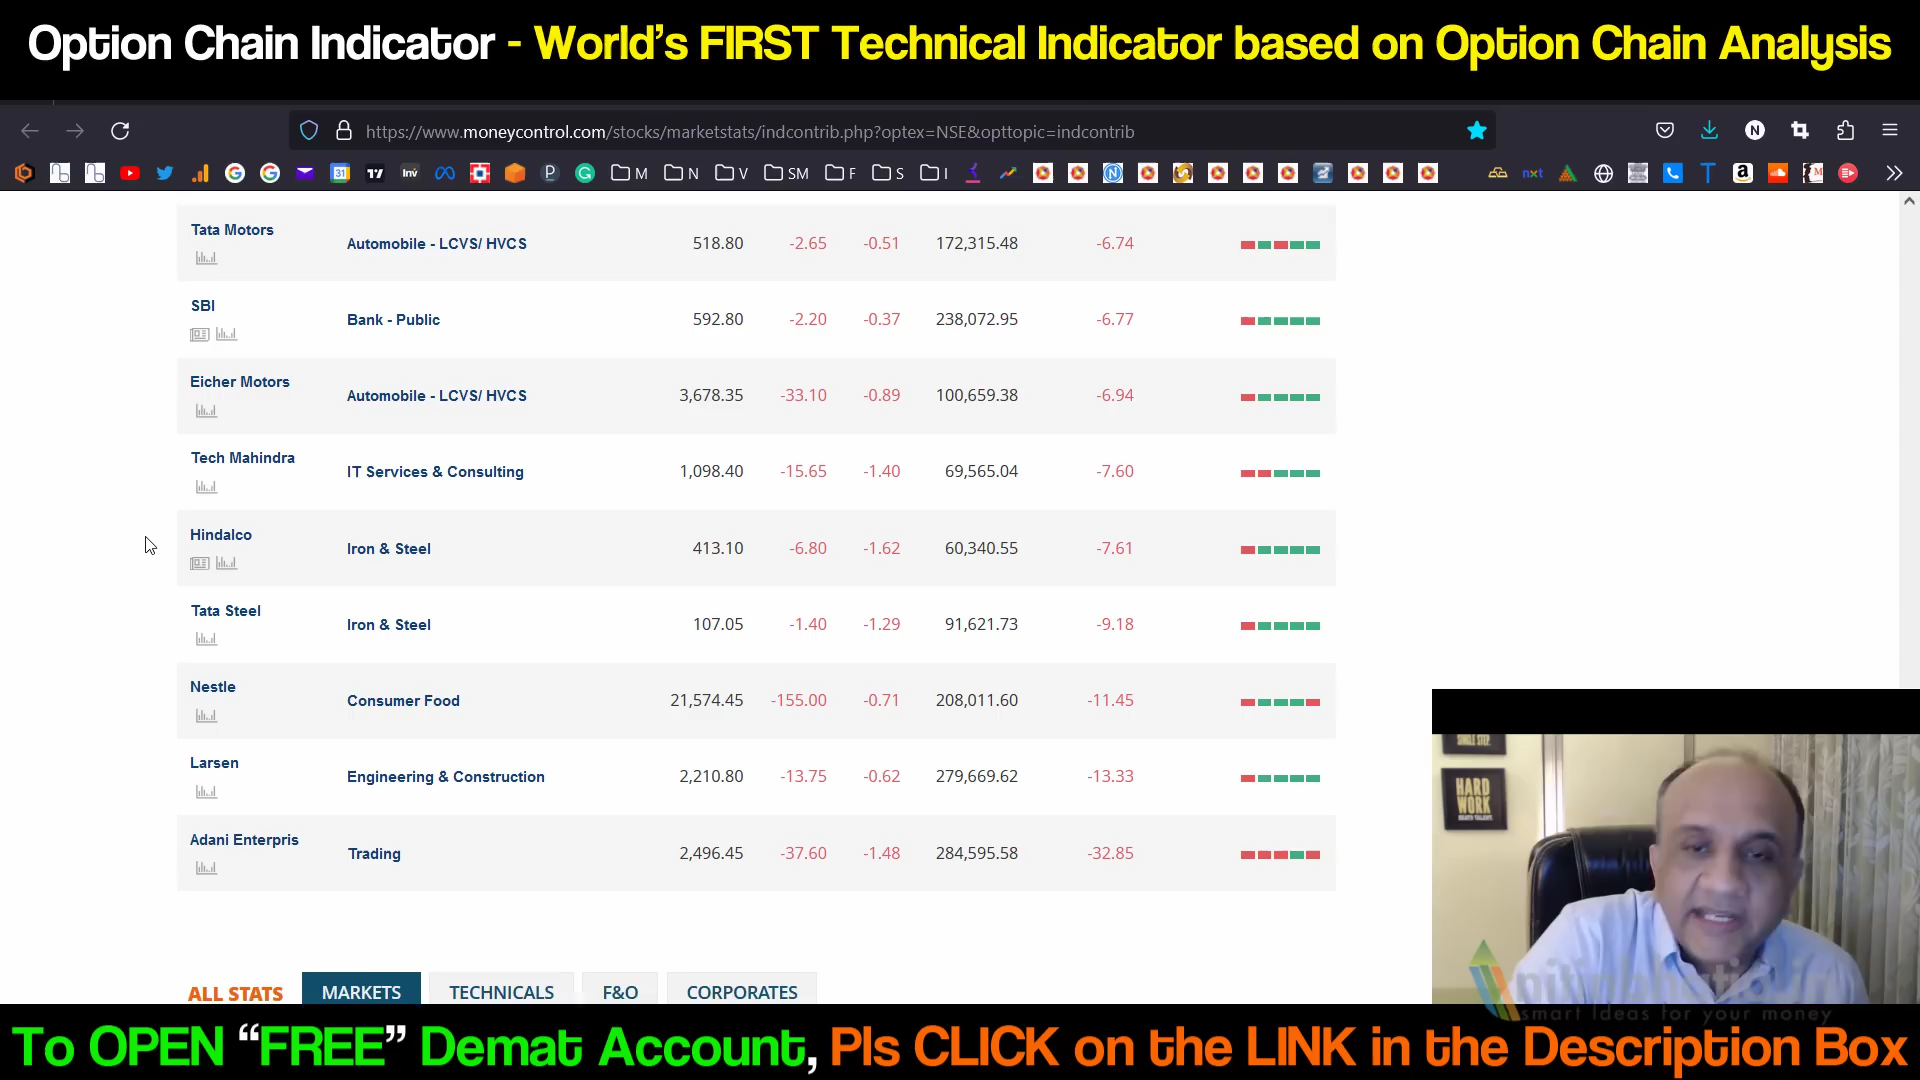 Option Chain Indicator - World's FIRST Technical Indicator based on Option Chain Analysis
https://www.moneycontrol.com/stocks/marketstats/indcontrib.php?optex=NSE&opttopic=indcontrib
M N V SM F S I
Tata Motors Automobile - LCVS/ HVCS 518.80 -2.65 -0.51 172,315.48 -6.74
SBI Bank - Public 592.80 -2.20 -0.37 238,072.95 -6.77
Eicher Motors Automobile - LCVS/ HVCS 3,678.35 -33.10 -0.89 100,659.38 -6.94
Tech Mahindra IT Services & Consulting 1,098.40 -15.65 -1.40 69,565.04 -7.60
Hindalco Iron & Steel 413.10 -6.80 -1.62 60,340.55 -7.61
Tata Steel Iron & Steel 107.05 -1.40 -1.29 91,621.73 -9.18
Nestle Consumer Food 21,574.45 -155.00 -0.71 208,011.60 -11.45
Larsen Engineering & Construction 2,210.80 -13.75 -0.62 279,669.62 -13.33
Adani Enterpris Trading 2,496.45 -37.60 -1.48 284,595.58 -32.85
SINGLE STEP.
HARD
WORK
BEATS TALENT
ALL STATS MARKETS TECHNICALS F&O CORPORATES
smart ideas for your money
To OPEN “FREE” Demat Account, Pls CLICK on the LINK in the Description Box